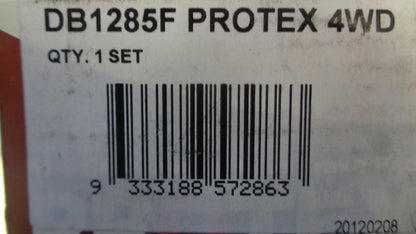 DB1285F PROTEX 4WD
QTY. 1 SET
9 333188 572863
20120208